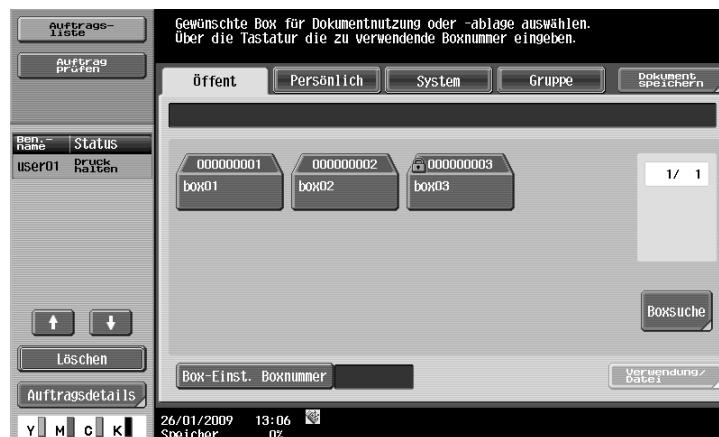 Auftrags-
liste
Auftrag
prüfen
Gewünschte Box für Dokumentnutzung oder -ablage auswählen.
Über die Tastatur die zu verwendende Boxnummer eingeben.
Öffent
Persönlich
System
Gruppe
Dokument
speichern
Ben.-
name
Status
user01
Druck
halten
000000001
box01
000000002
box02
000000003
box03
1/ 1
Boxsuche
Löschen
Auftragsdetails
Box-Einst.
Boxnummer
Verwendung/
Datei
Y M C K
26/01/2009 13:06
Speicher 0%